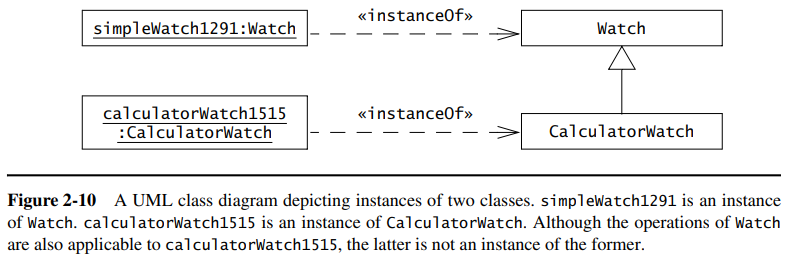 «instanceOf»
simpleWatch1291:Watch
Watch
«instanceOf»
calculatorWatch1515
:CalculatorWatch
CalculatorWatch
Figure 2-10 A UML class diagram depicting instances of two classes. simpleWatch1291 is an instance
of Watch. calculatorWatch1515 is an instance of CalculatorWatch. Although the operations of Watch
are also applicable to calculatorWatch1515, the latter is not an instance of the former.